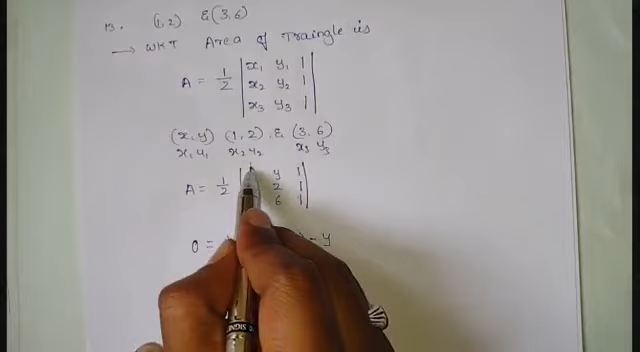 13. (1,2) & (3,6)
→ WKT Area of Traingle is
A = 1/2 | x₁ y₁ 1 |
| x₂ y₂ 1 |
| x₃ y₃ 1 |
(x,y) (1,2) & (3,6)
x₁ y₁ x₂ y₂ x₃ y₃
A = 1/2 | y 1 |
2 1 |
6 1 |
0 = - y